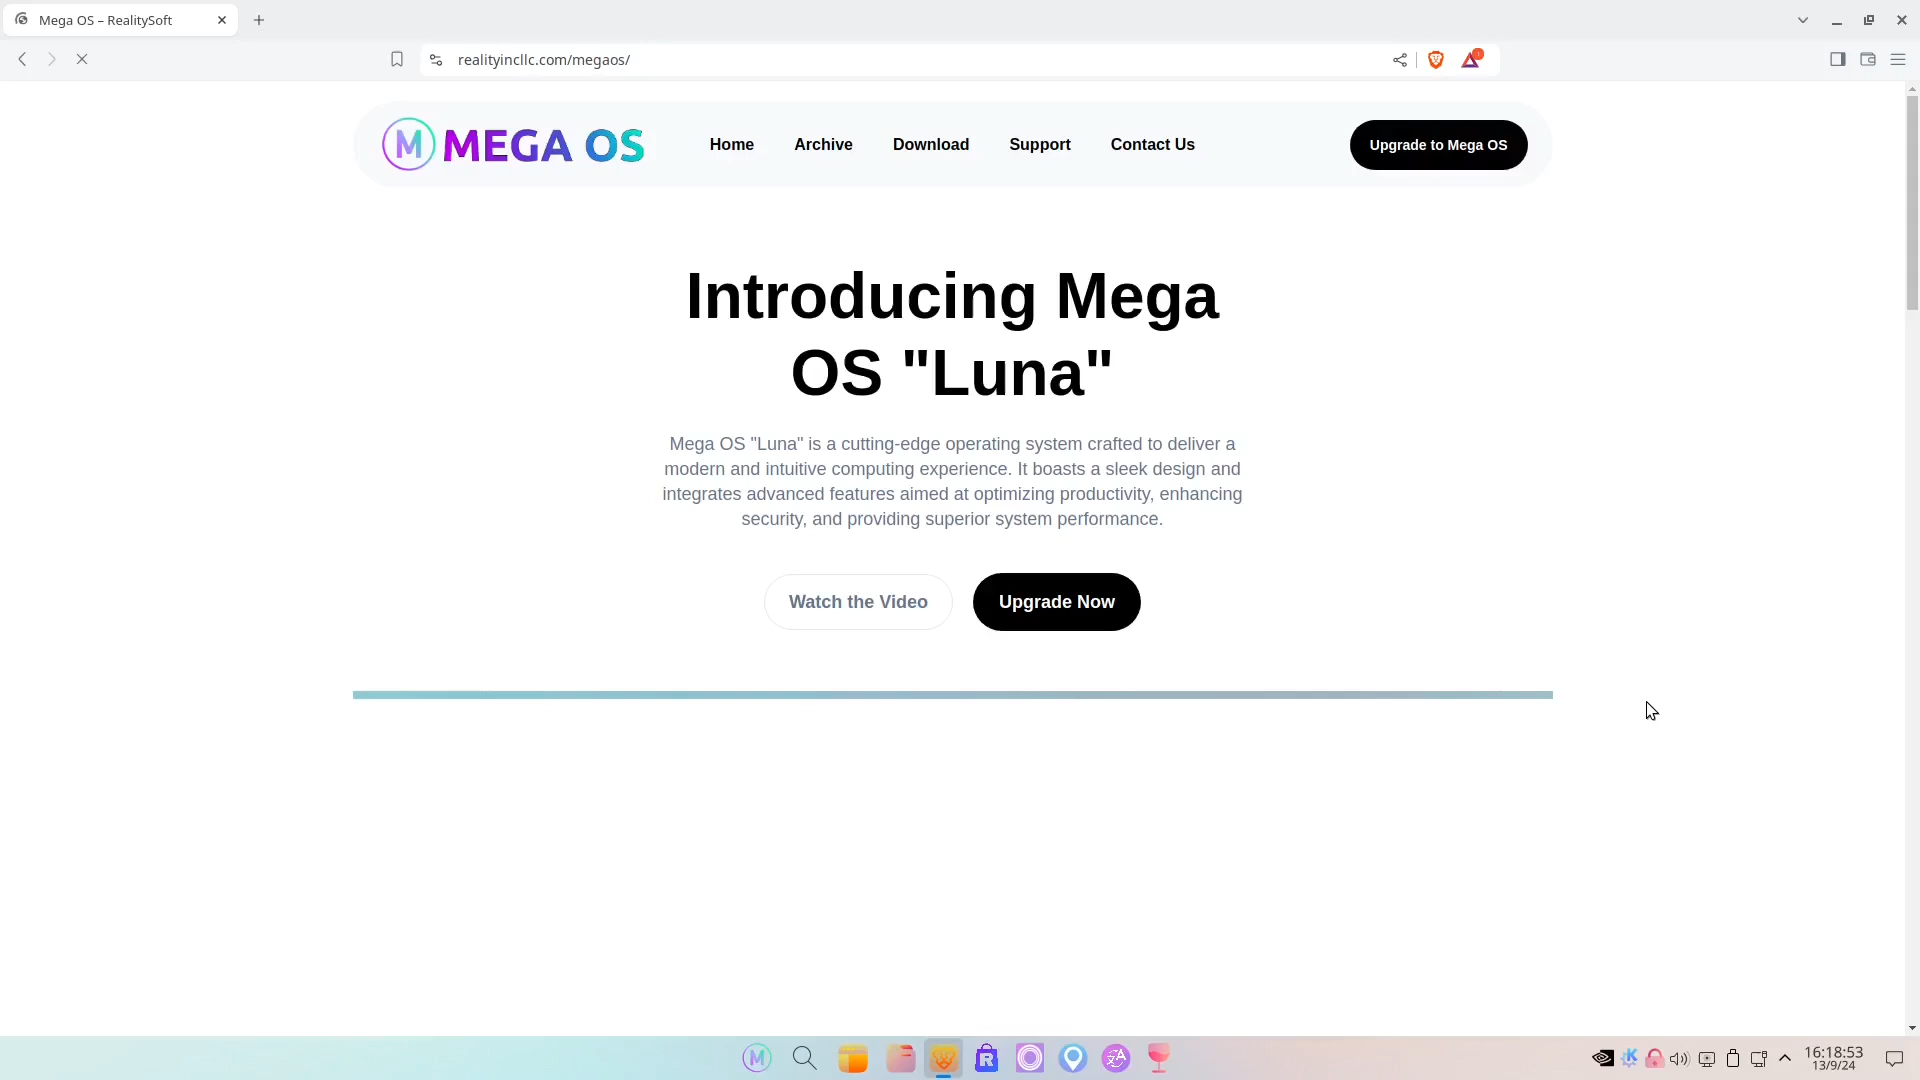 Mega OS – RealitySoft
realityincllc.com/megaos/
M MEGA OS
Home
Archive
Download
Support
Contact Us
Upgrade to Mega OS
Introducing Mega
OS "Luna"
Mega OS "Luna" is a cutting-edge operating system crafted to deliver a
modern and intuitive computing experience. It boasts a sleek design and
integrates advanced features aimed at optimizing productivity, enhancing
security, and providing superior system performance.
Watch the Video
Upgrade Now
M
R
K
16:18:53
13/9/24